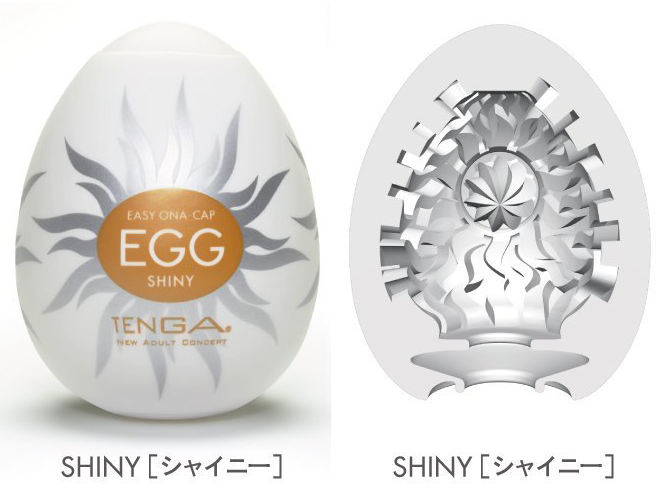 EASY ONA-CAP
EGG
SHINY
TENGA®
NEW ADULT CONCEPT
SHINY［シャイニー］
SHINY［シャイニー］